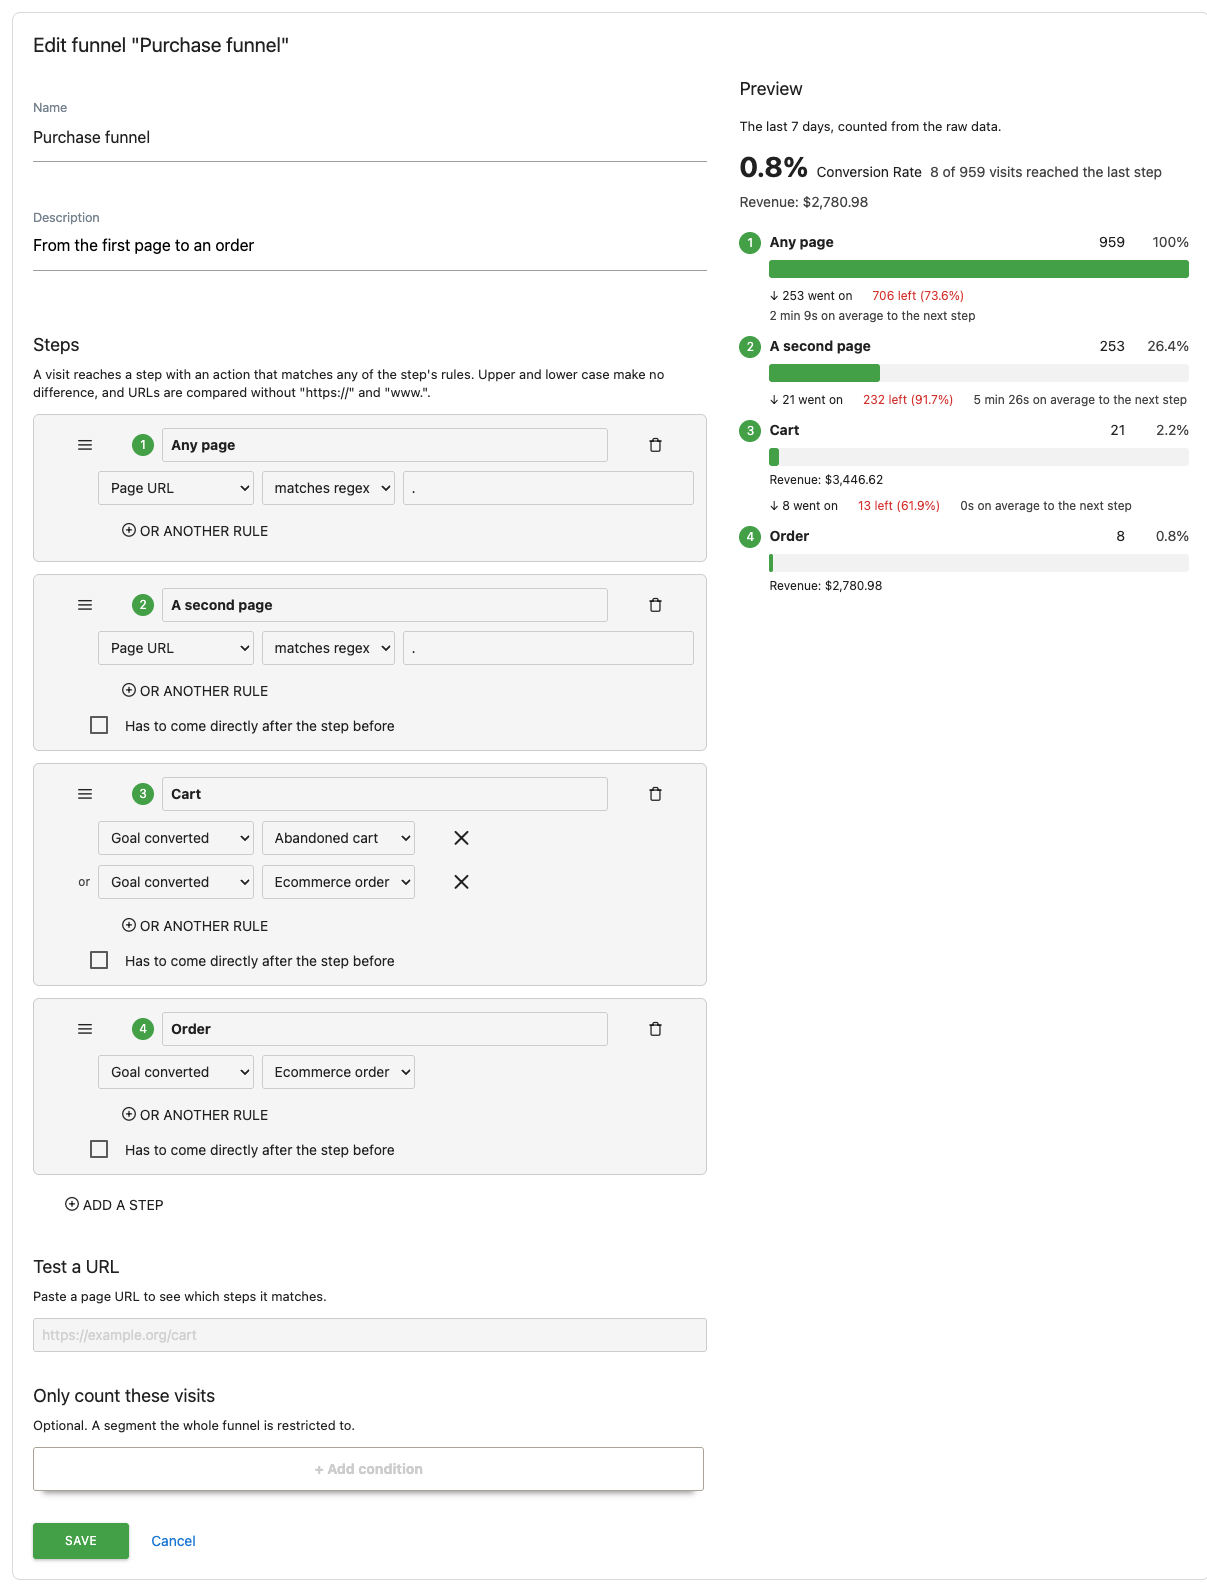 Edit funnel "Purchase funnel"
Name
Purchase funnel
Description
From the first page to an order
Steps
A visit reaches a step with an action that matches any of the step's rules. Upper and lower case make no
difference, and URLs are compared without "https://" and "www.".
1 Any page
Page URL matches regex .
OR ANOTHER RULE
2 A second page
Page URL matches regex .
OR ANOTHER RULE
Has to come directly after the step before
3 Cart
Goal converted Abandoned cart
or Goal converted Ecommerce order
OR ANOTHER RULE
Has to come directly after the step before
4 Order
Goal converted Ecommerce order
OR ANOTHER RULE
Has to come directly after the step before
ADD A STEP
Test a URL
Paste a page URL to see which steps it matches.
https://example.org/cart
Only count these visits
Optional. A segment the whole funnel is restricted to.
+ Add condition
SAVE Cancel
Preview
The last 7 days, counted from the raw data.
0.8% Conversion Rate 8 of 959 visits reached the last step
Revenue: $2,780.98
1 Any page 959 100%
↓ 253 went on 706 left (73.6%)
2 min 9s on average to the next step
2 A second page 253 26.4%
↓ 21 went on 232 left (91.7%) 5 min 26s on average to the next step
3 Cart 21 2.2%
Revenue: $3,446.62
↓ 8 went on 13 left (61.9%) 0s on average to the next step
4 Order 8 0.8%
Revenue: $2,780.98